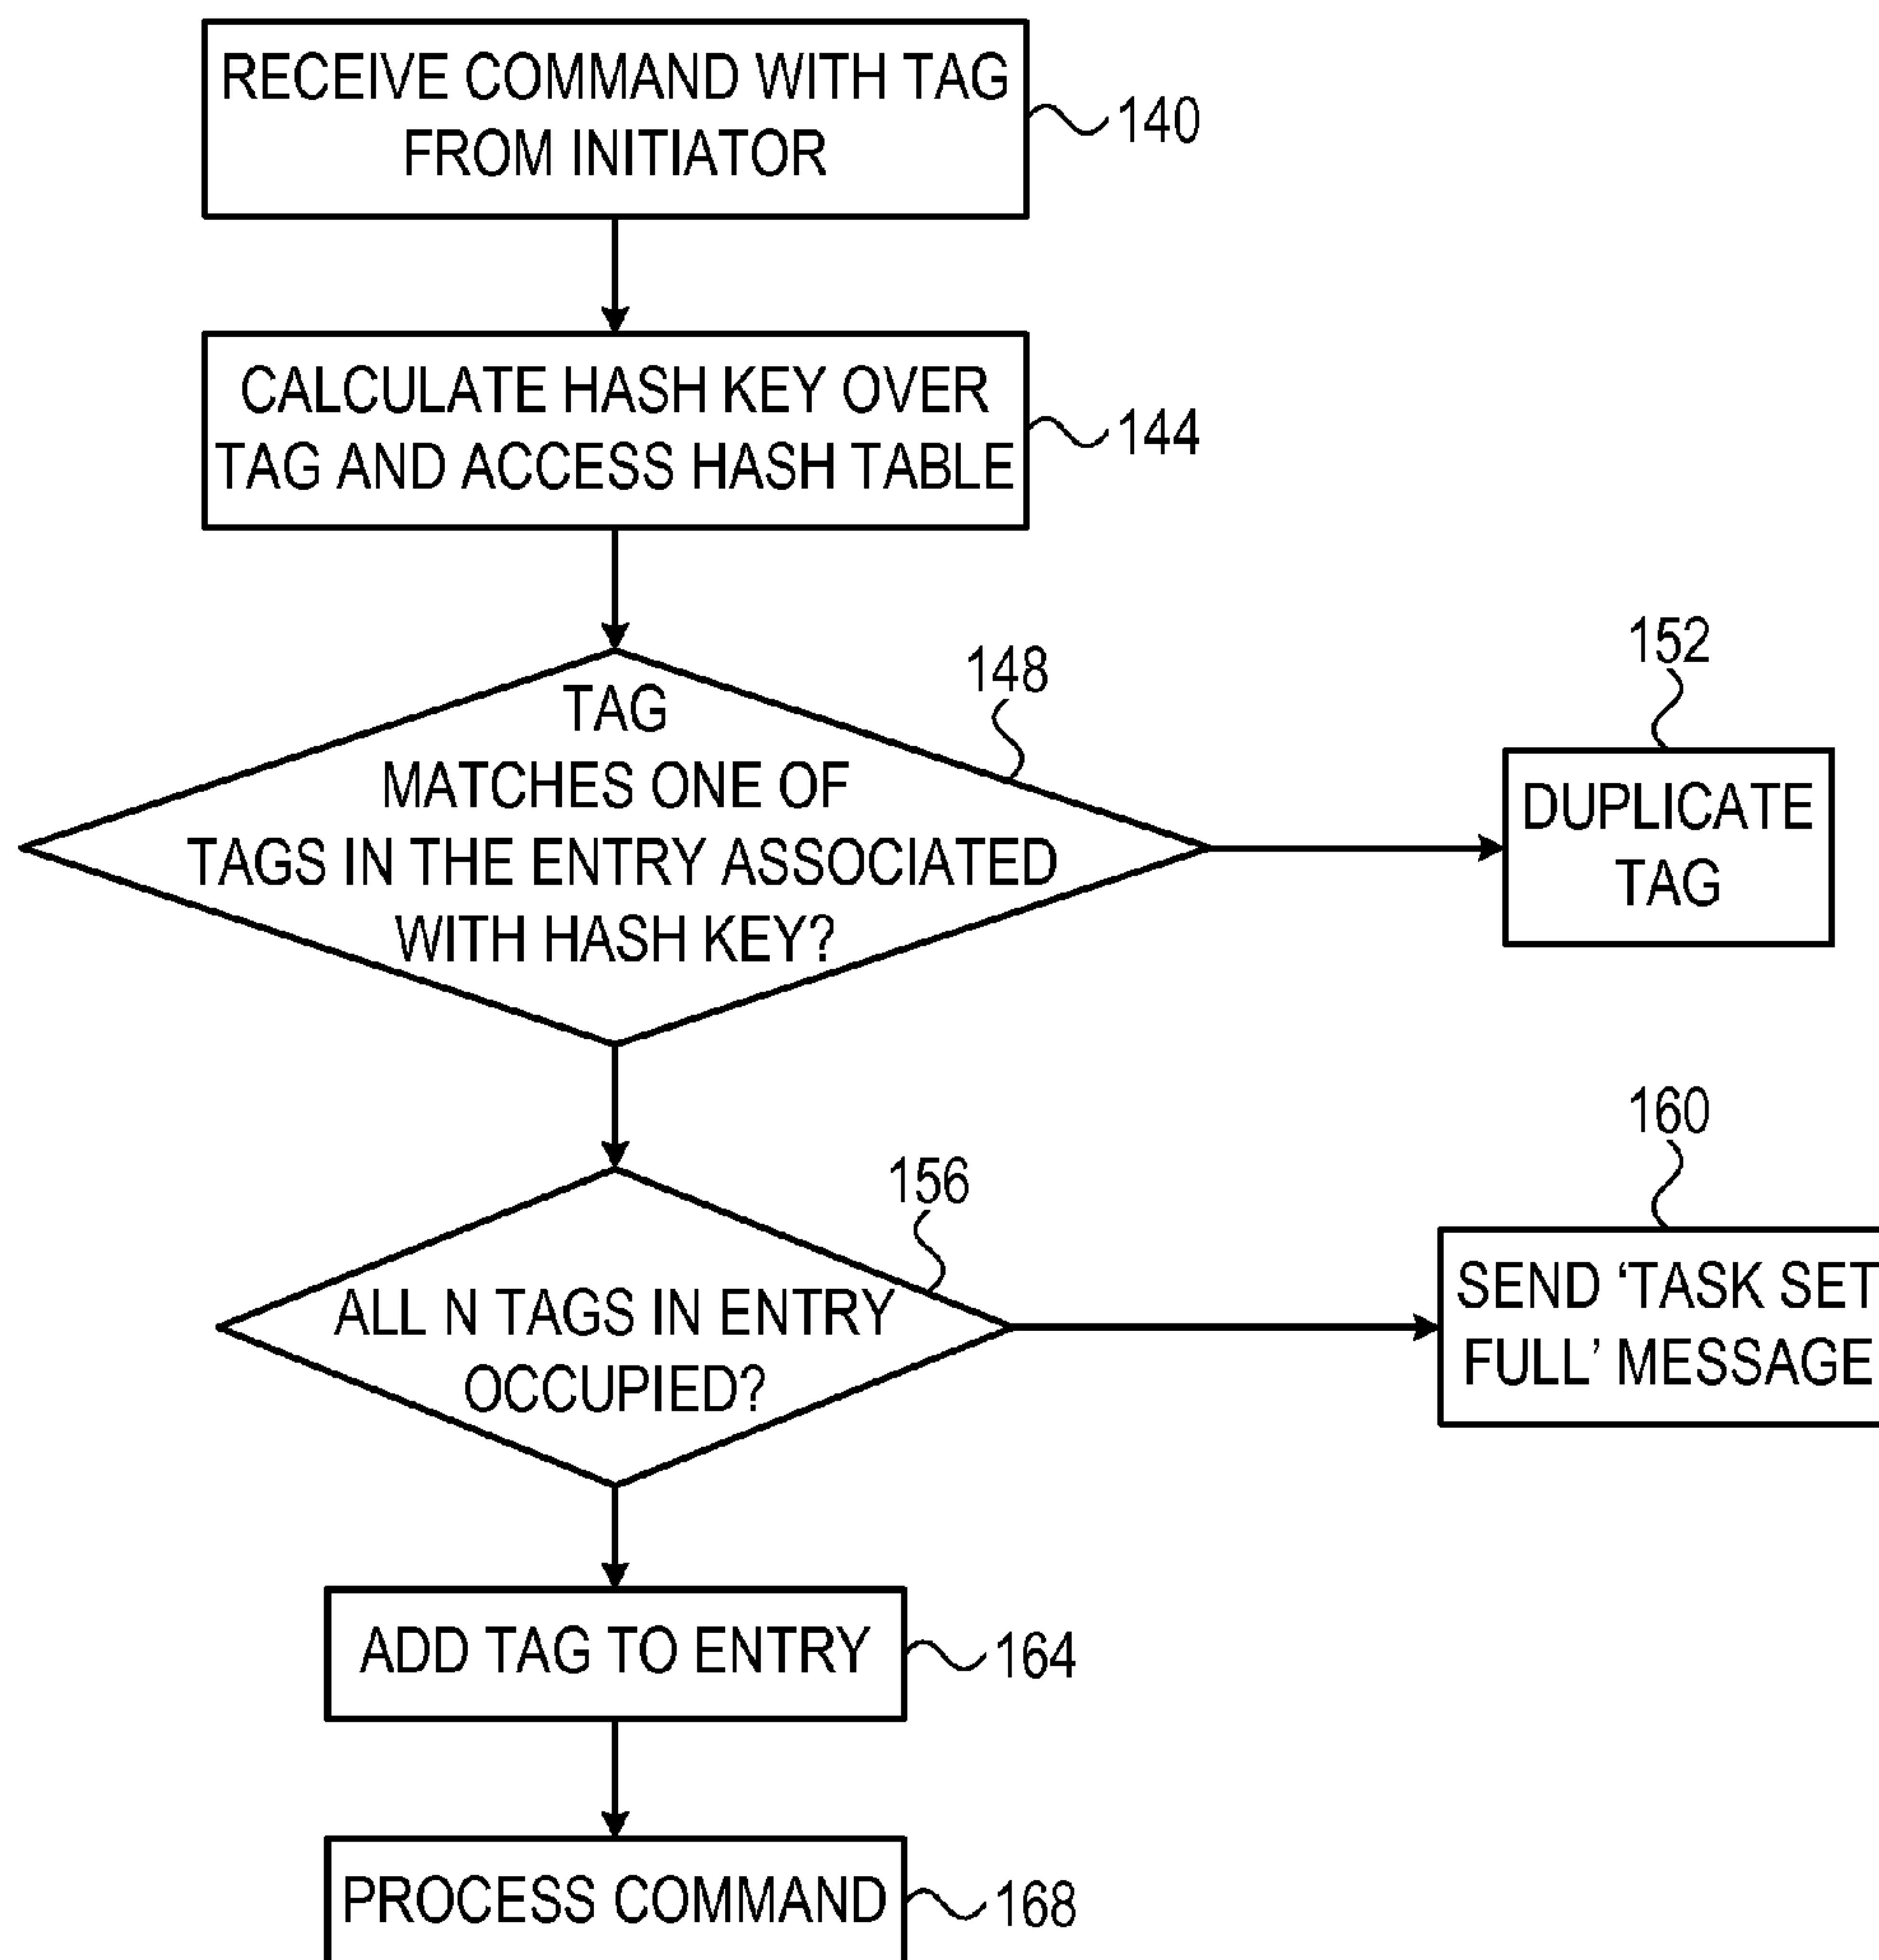 RECEIVE COMMAND WITH TAG
FROM INITIATOR
140
CALCULATE HASH KEY OVER
TAG AND ACCESS HASH TABLE
144
148
TAG
MATCHES ONE OF
TAGS IN THE ENTRY ASSOCIATED
WITH HASH KEY?
152
DUPLICATE
TAG
156
ALL N TAGS IN ENTRY
OCCUPIED?
160
SEND ‘TASK SET
FULL’ MESSAGE
ADD TAG TO ENTRY
164
PROCESS COMMAND
168